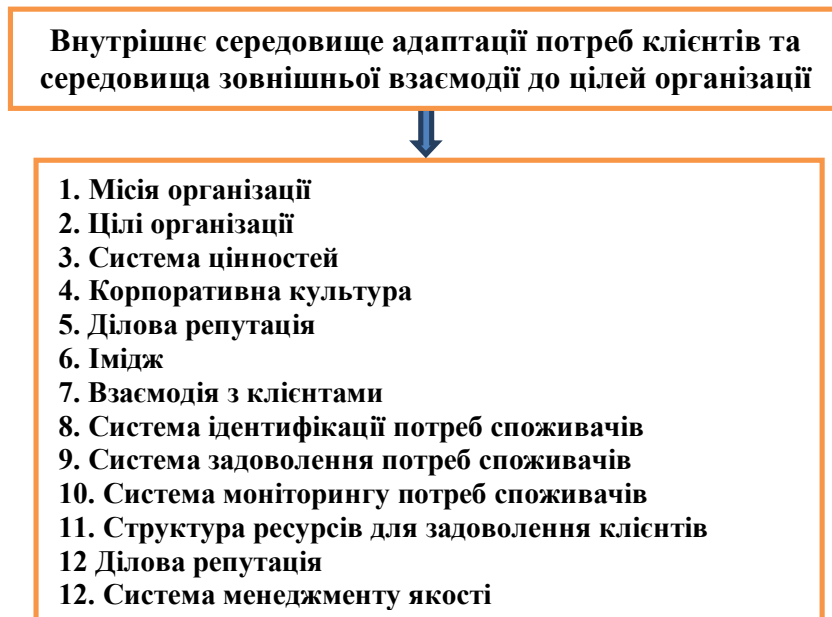 Внутрішнє середовище адаптації потреб клієнтів та
середовища зовнішньої взаємодії до цілей організації
1. Місія організації
2. Цілі організації
3. Система цінностей
4. Корпоративна культура
5. Ділова репутація
6. Імідж
7. Взаємодія з клієнтами
8. Система ідентифікації потреб споживачів
9. Система задоволення потреб споживачів
10. Система моніторингу потреб споживачів
11. Структура ресурсів для задоволення клієнтів
12 Ділова репутація
12. Система менеджменту якості